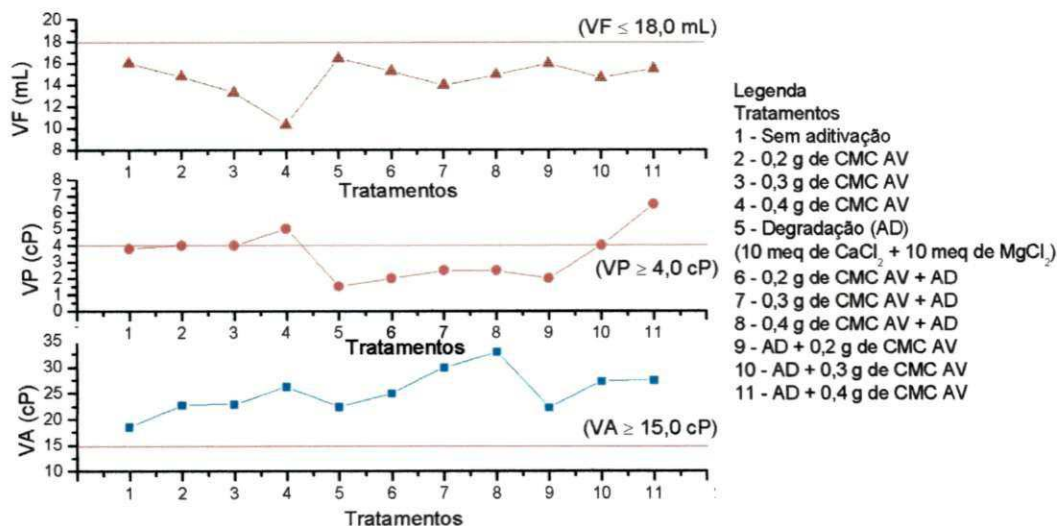 20
18
16
14
12
10
8
VF (mL)
(VF ≤ 18,0 mL)
1 2 3 4 5 6 7 8 9 10 11
Tratamentos
8
7
6
5
4
3
2
1
0
VP (cP)
(VP ≥ 4,0 cP)
1 2 3 4 5 6 7 8 9 10 11
Tratamentos
35
30
25
20
15
10
VA (cP)
(VA ≥ 15,0 cP)
1 2 3 4 5 6 7 8 9 10 11
Tratamentos
Legenda
Tratamentos
1 - Sem aditivação
2 - 0,2 g de CMC AV
3 - 0,3 g de CMC AV
4 - 0,4 g de CMC AV
5 - Degradação (AD)
(10 meq de CaCl₂ + 10 meq de MgCl₂)
6 - 0,2 g de CMC AV + AD
7 - 0,3 g de CMC AV + AD
8 - 0,4 g de CMC AV + AD
9 - AD + 0,2 g de CMC AV
10 - AD + 0,3 g de CMC AV
11 - AD + 0,4 g de CMC AV